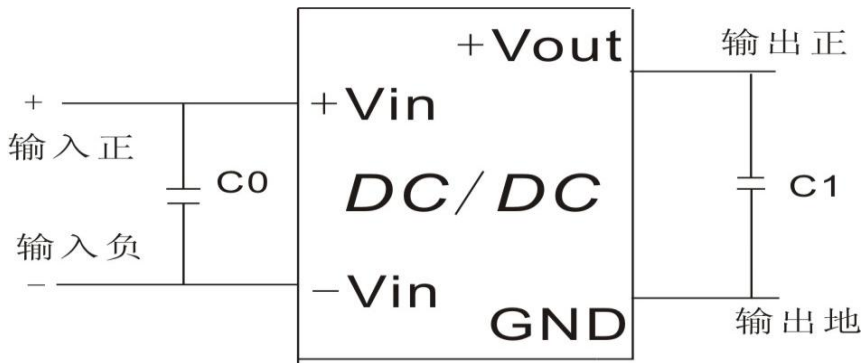 +Vout
输出正
+
+Vin
输入正
C0
DC/DC
C1
输入负
−
−Vin
GND
输出地